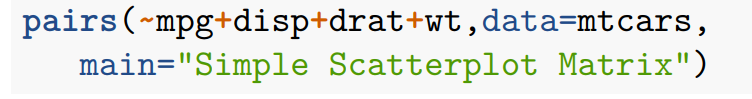 pairs(~mpg+disp+drat+wt,data=mtcars,
main="Simple Scatterplot Matrix")